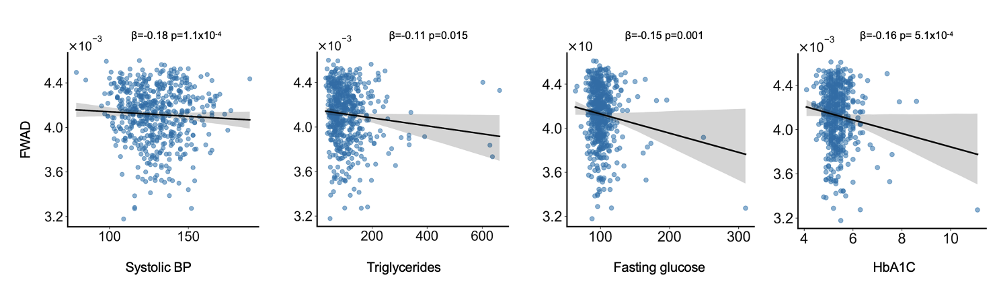 β=-0.18 p=1.1x10⁻⁴
×10⁻³
4.4
4.0
3.6
3.2
100 150
FWAD
Systolic BP
β=-0.11 p=0.015
×10⁻³
4.4
4.0
3.6
3.2
200 400 600
Triglycerides
β=-0.15 p=0.001
×10
4.4
4.0
3.6
3.2
100 200 300
Fasting glucose
β=-0.16 p= 5.1x10⁻⁴
×10⁻³
4.4
4.0
3.6
3.2
4 6 8 10
HbA1C